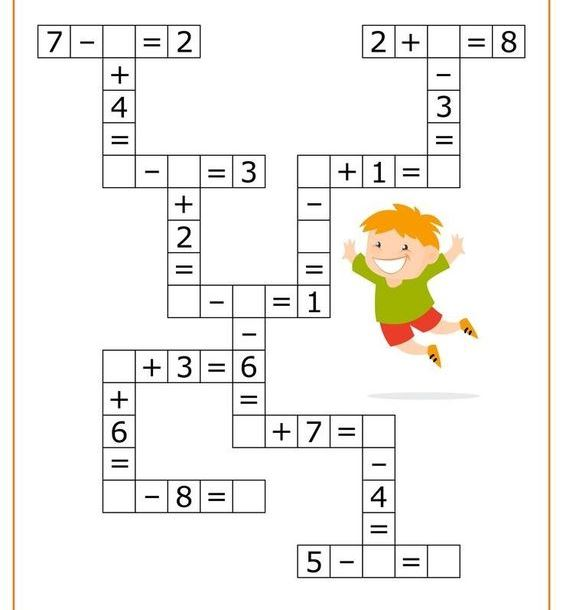 7 − = 2 2 + = 8
+ −
4 3
= =
− = 3 + 1 =
+ −
2
= =
− = 1
−
+ 3 = 6
+ =
6 + 7 =
= −
− 8 = 4
=
5 − =